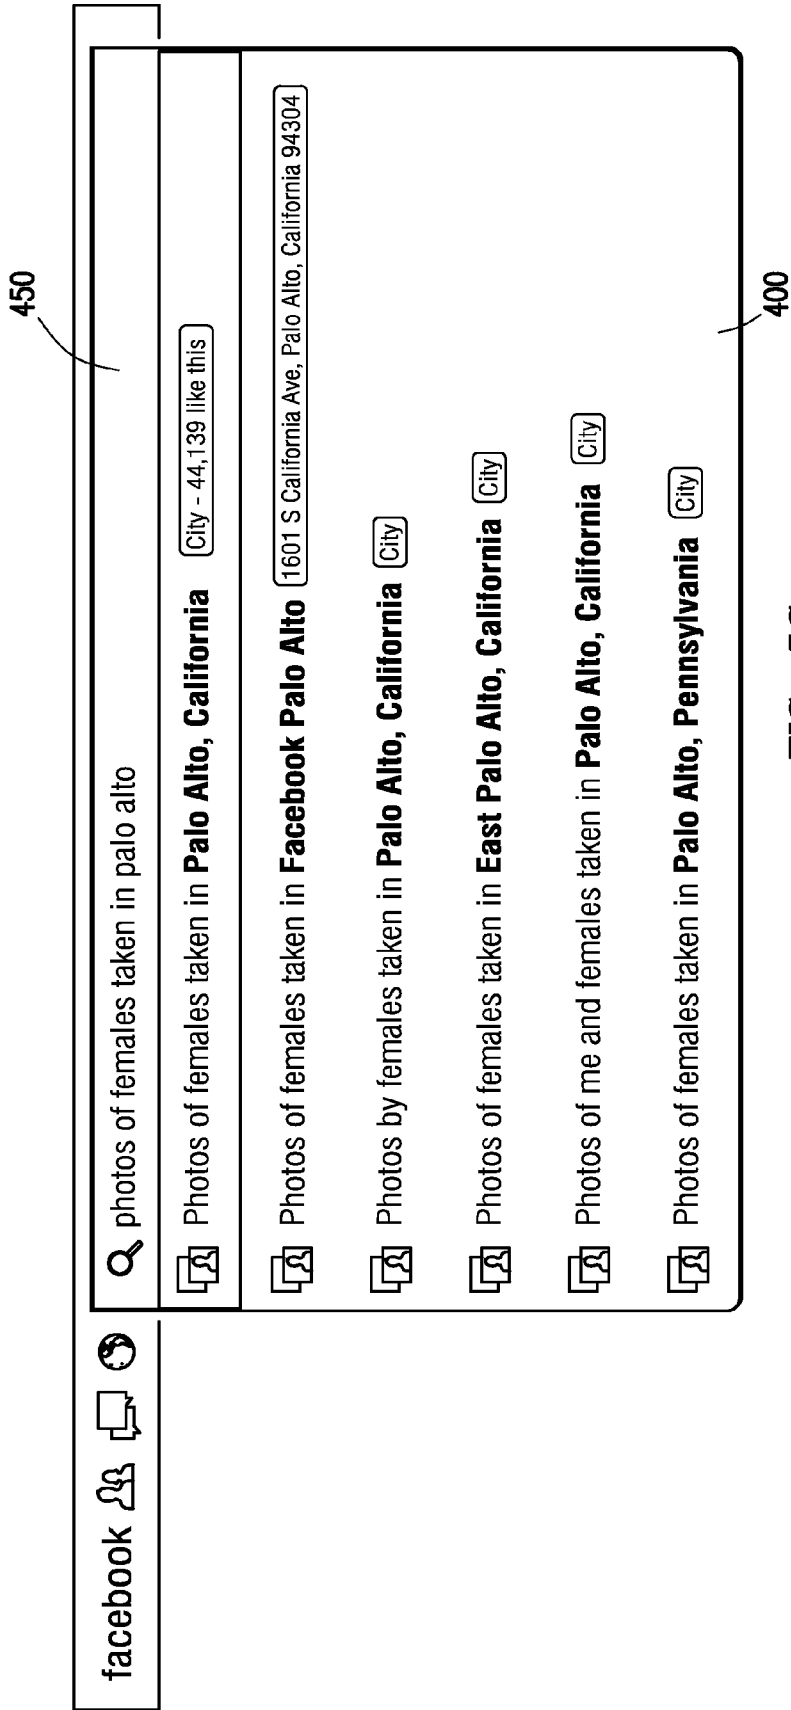 450
facebook photos of females taken in palo alto
Photos of females taken in Palo Alto, California City - 44,139 like this
Photos of females taken in Facebook Palo Alto 1601 S California Ave, Palo Alto, California 94304
Photos by females taken in Palo Alto, California City
Photos of females taken in East Palo Alto, California City
Photos of me and females taken in Palo Alto, California City
Photos of females taken in Palo Alto, Pennsylvania City
400